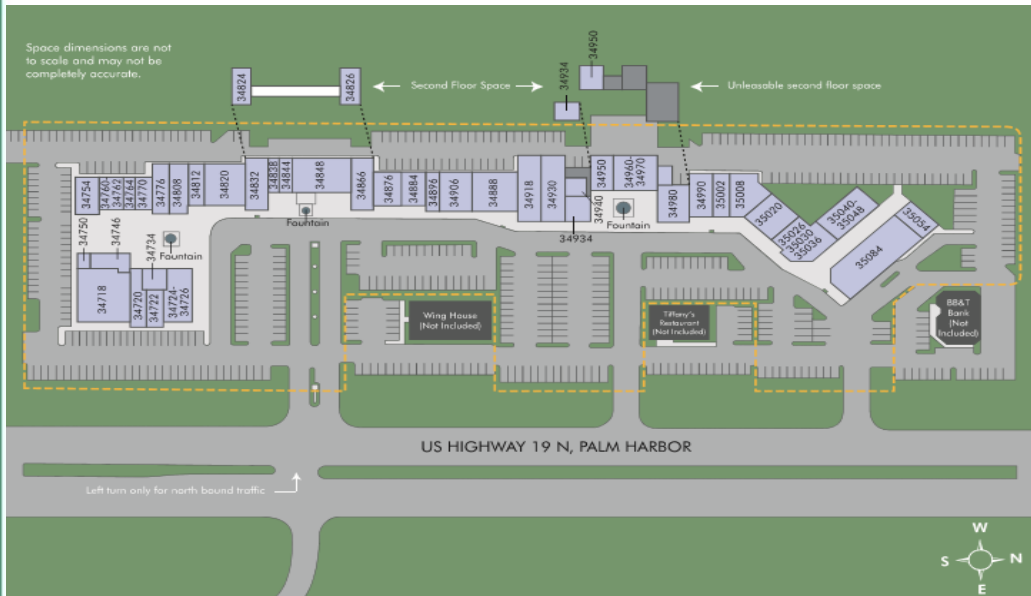 Space dimensions are not
to scale and may not be
completely accurate.
34824
34826
Second Floor Space
34934
34950
Unleasable second floor space
34754
34760-
34762
34764
34770
34776
34808
34812
34820
34832
34838
34844
34848
34866
34876
34884
34896
34906
34888
34918
34930
34940
34934
34950
34960-
34970
34980
34990
35002
35008
35020
35026
35030
35036
35040-
35048
35054
35084
34750
34746
34734
34718
34720
34722
34724-
34726
Fountain
Fountain
Fountain
Wing House
(Not Included)
Tiffany's
Restaurant
(Not Included)
BB&T
Bank
(Not
Included)
US HIGHWAY 19 N, PALM HARBOR
Left turn only for north bound traffic
W
S
N
E